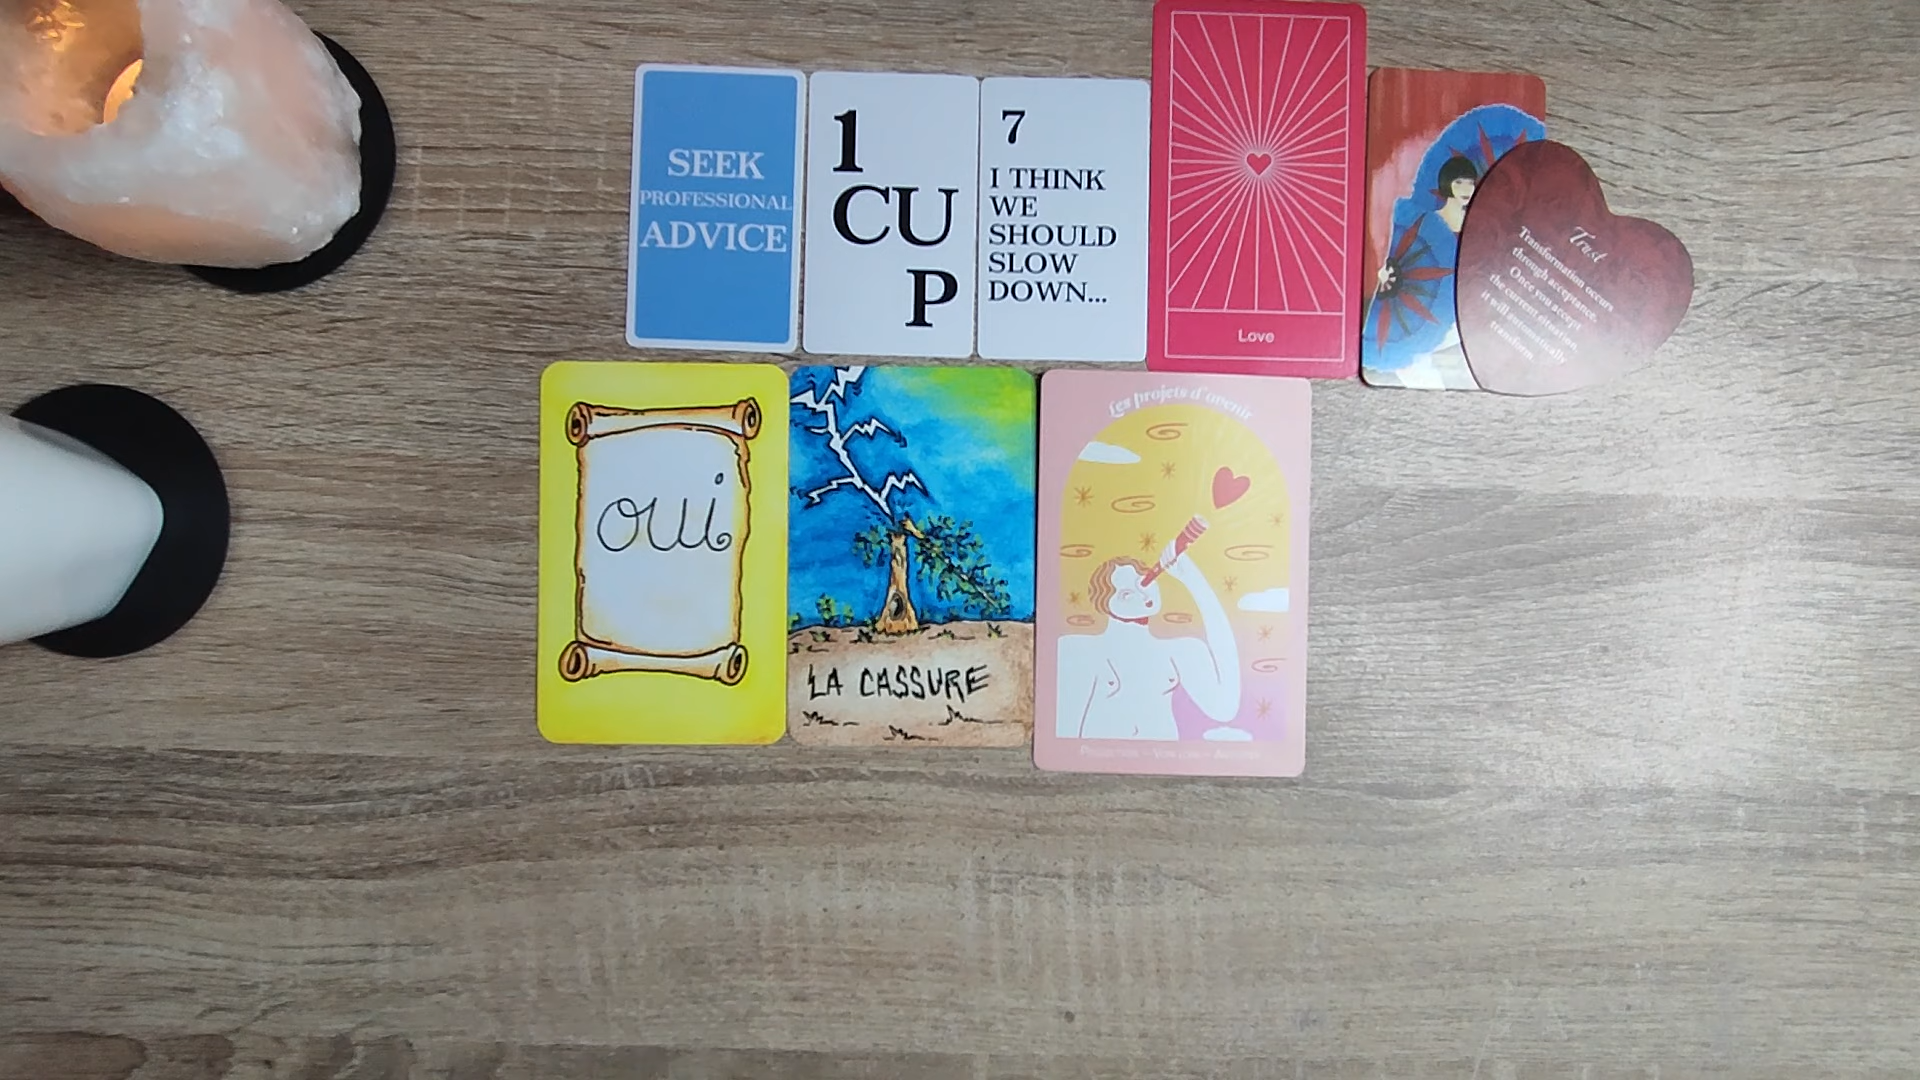 SEEK
PROFESSIONAL
ADVICE
1
CU
P
7
I THINK
WE
SHOULD
SLOW
DOWN...
Love
Trust
Transformation occurs
through acceptance.
Once you accept
the current situation,
it will automatically
transform.
oui
LA CASSURE
Les projets d'avenir